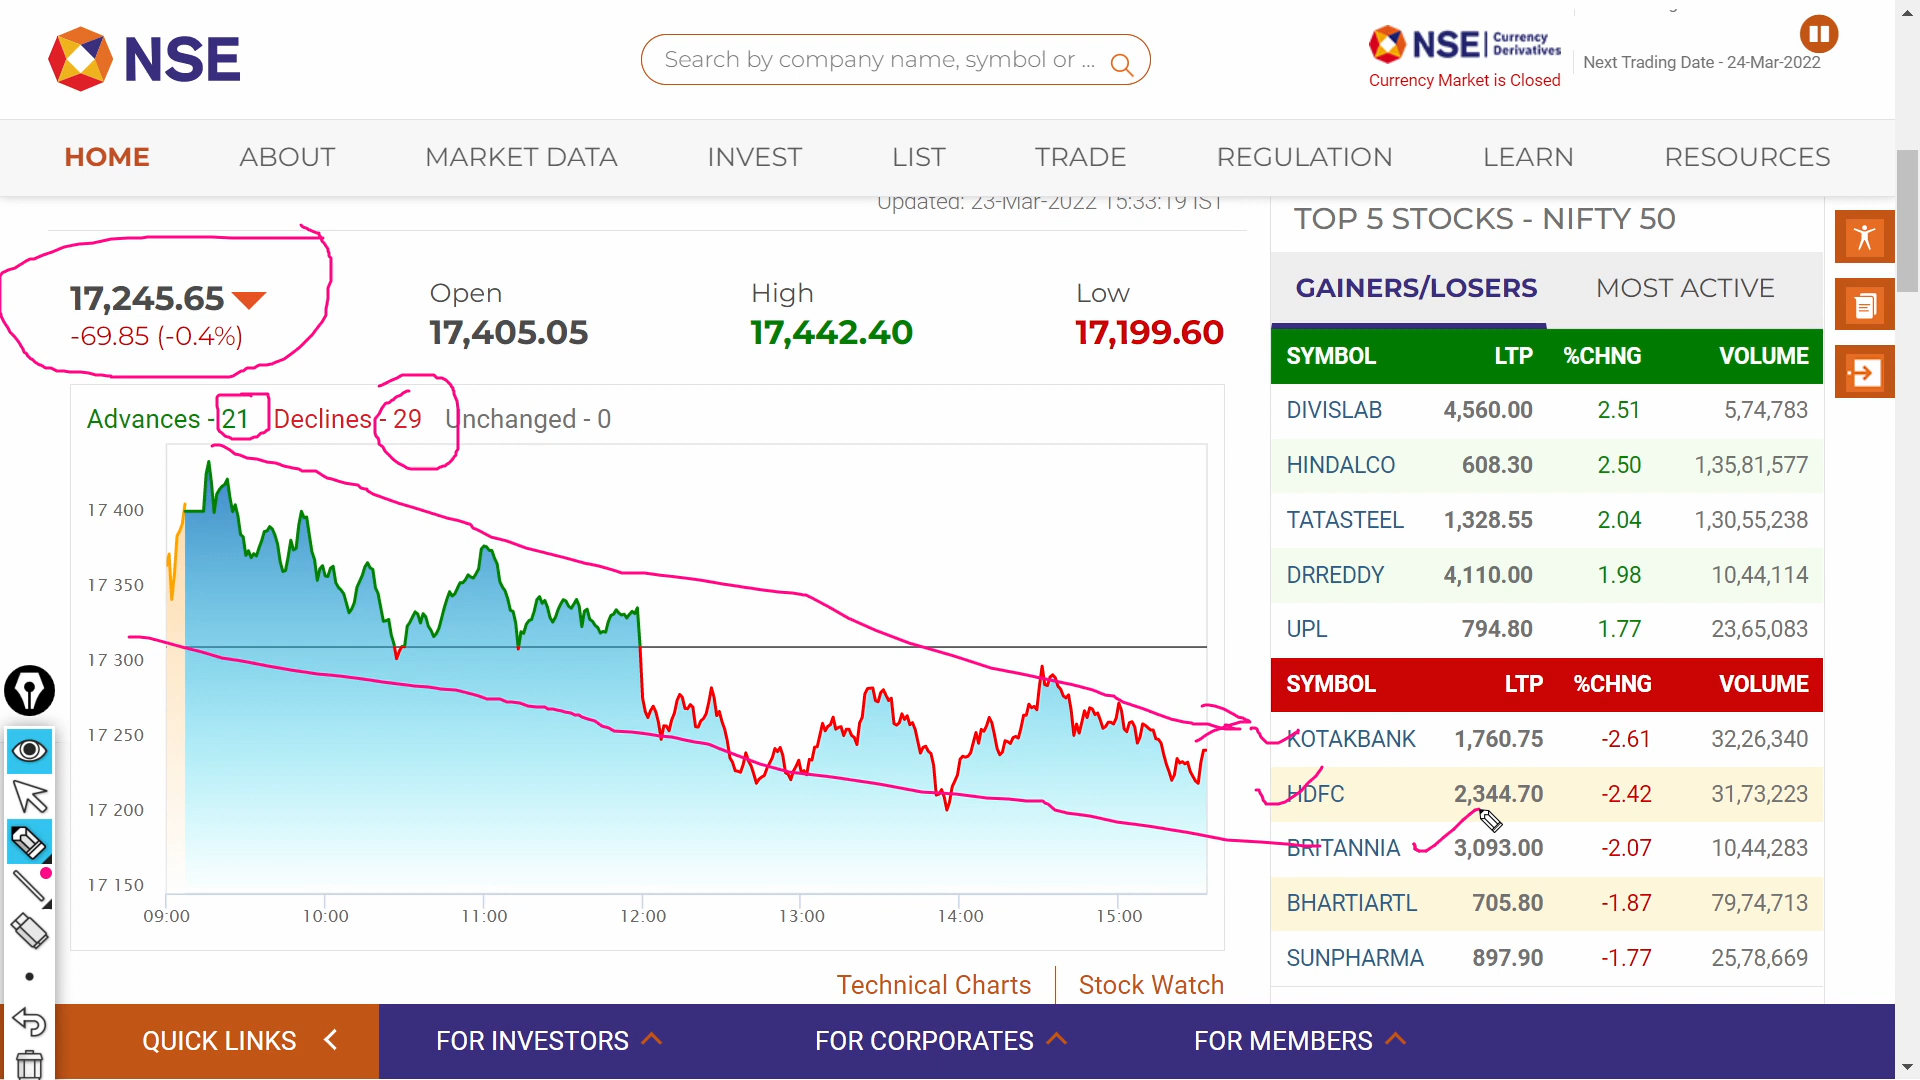 NSE
Search by company name, symbol or ...
NSE Currency Derivatives
Currency Market is Closed
Next Trading Date - 24-Mar-2022
HOME ABOUT MARKET DATA INVEST LIST TRADE REGULATION LEARN RESOURCES
Updated: 23-Mar-2022 15:33:19 IST
TOP 5 STOCKS - NIFTY 50
17,245.65
-69.85 (-0.4%)
Open
17,405.05
High
17,442.40
Low
17,199.60
Advances - 21 Declines - 29 Unchanged - 0
17 400
17 350
17 300
17 250
17 200
17 150
09:00 10:00 11:00 12:00 13:00 14:00 15:00
Technical Charts Stock Watch
GAINERS/LOSERS MOST ACTIVE
SYMBOL LTP %CHNG VOLUME
DIVISLAB 4,560.00 2.51 5,74,783
HINDALCO 608.30 2.50 1,35,81,577
TATASTEEL 1,328.55 2.04 1,30,55,238
DRREDDY 4,110.00 1.98 10,44,114
UPL 794.80 1.77 23,65,083
SYMBOL LTP %CHNG VOLUME
KOTAKBANK 1,760.75 -2.61 32,26,340
HDFC 2,344.70 -2.42 31,73,223
BRITANNIA 3,093.00 -2.07 10,44,283
BHARTIARTL 705.80 -1.87 79,74,713
SUNPHARMA 897.90 -1.77 25,78,669
QUICK LINKS FOR INVESTORS FOR CORPORATES FOR MEMBERS